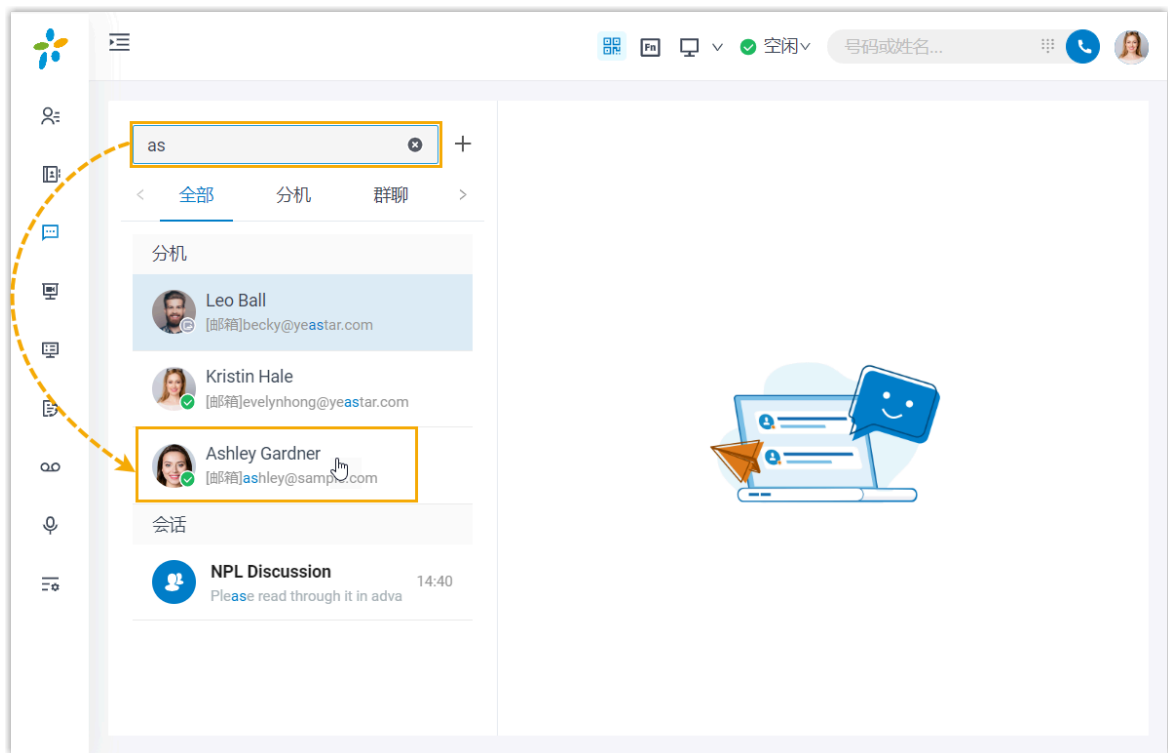 Fn
空闲
号码或姓名...
as
全部
分机
群聊
分机
Leo Ball
[邮箱]becky@yeastar.com
Kristin Hale
[邮箱]evelynhong@yeastar.com
Ashley Gardner
[邮箱]ashley@sample.com
会话
NPL Discussion
14:40
Please read through it in adva